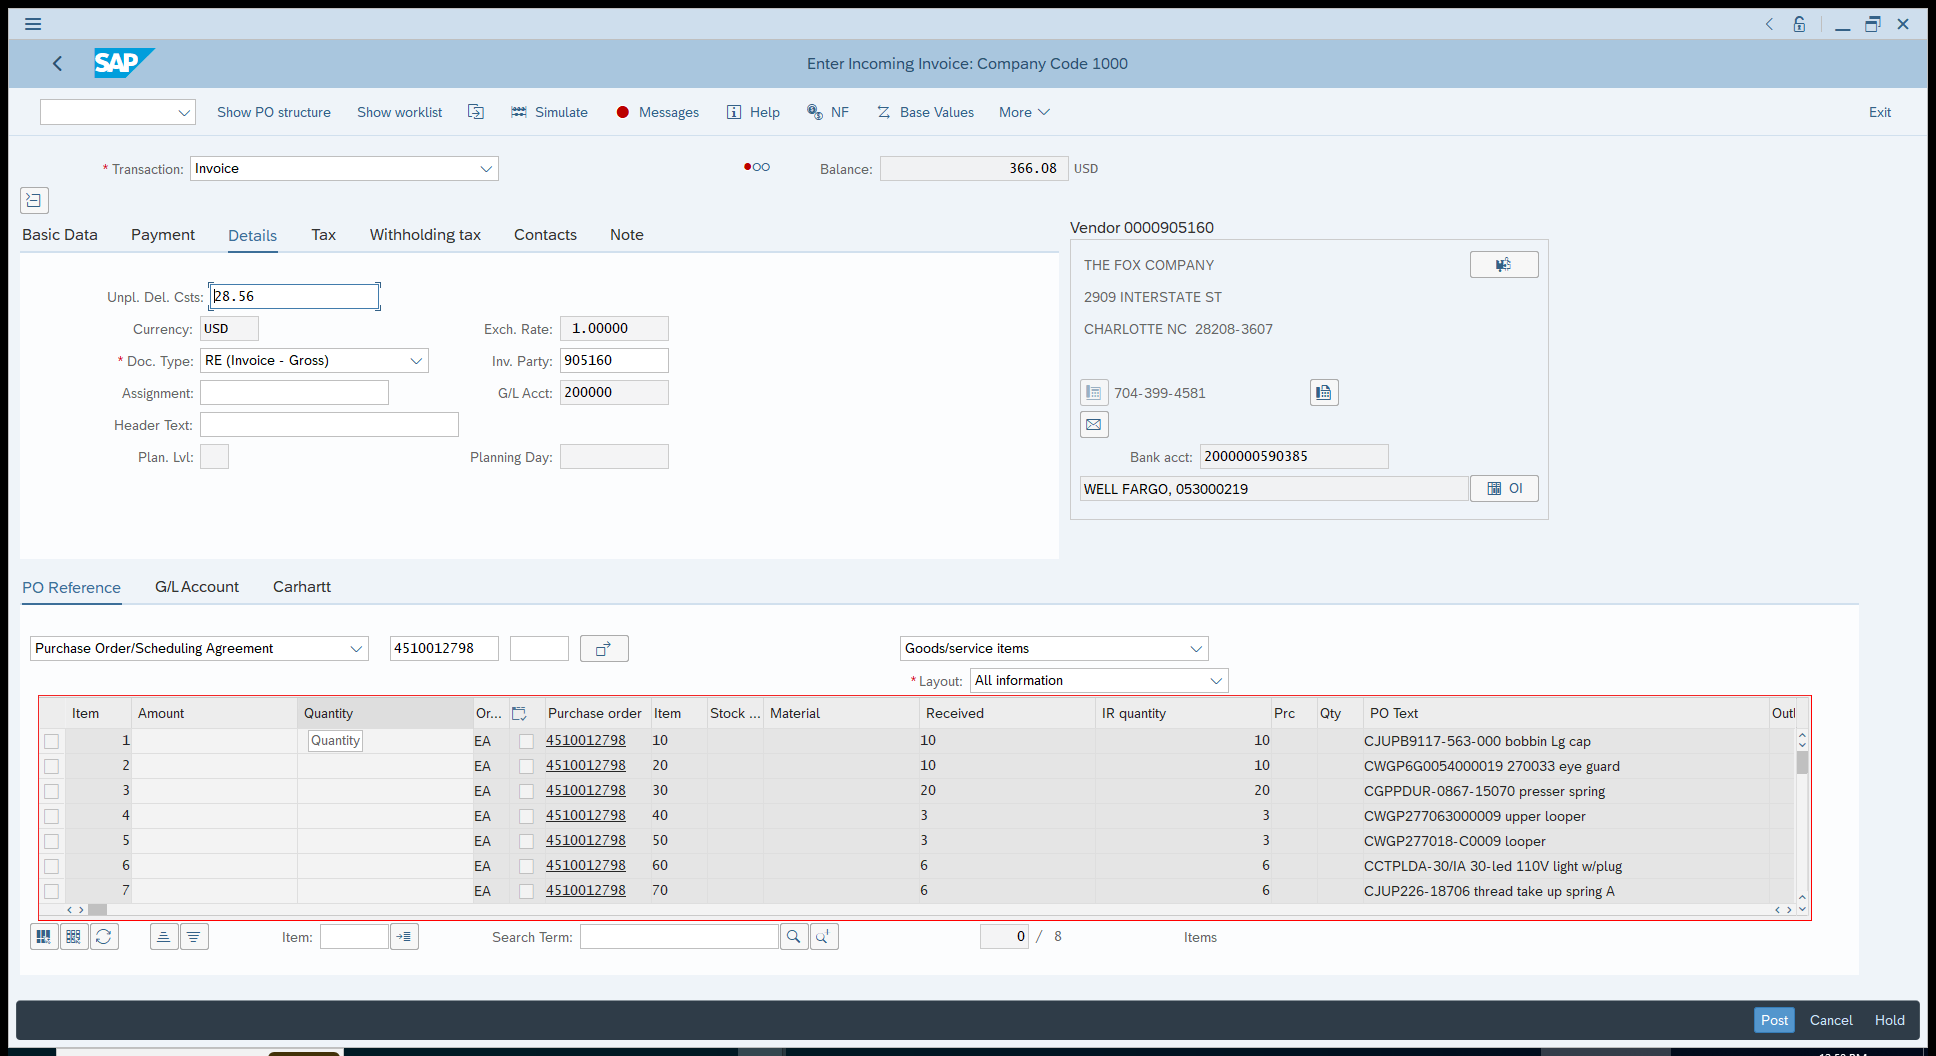 SAP
Enter Incoming Invoice: Company Code 1000
Show PO structure Show worklist Simulate Messages Help NF Base Values More Exit
* Transaction: Invoice Balance: 366.08 USD
Basic Data Payment Details Tax Withholding tax Contacts Note
Vendor 0000905160
THE FOX COMPANY
2909 INTERSTATE ST
CHARLOTTE NC 28208-3607
704-399-4581
Bank acct: 2000000590385
WELL FARGO, 053000219 OI
Unpl. Del. Csts: 28.56
Currency: USD Exch. Rate: 1.00000
* Doc. Type: RE (Invoice - Gross) Inv. Party: 905160
Assignment: G/L Acct: 200000
Header Text:
Plan. Lvl: Planning Day:
PO Reference G/L Account Carhartt
Purchase Order/Scheduling Agreement 4510012798 Goods/service items
* Layout: All information
Item Amount Quantity Or... Purchase order Item Stock ... Material Received IR quantity Prc Qty PO Text Outl
1 Quantity EA 4510012798 10 10 10 CJUPB9117-563-000 bobbin Lg cap
2 EA 4510012798 20 10 10 CWGP6G0054000019 270033 eye guard
3 EA 4510012798 30 20 20 CGPPDUR-0867-15070 presser spring
4 EA 4510012798 40 3 3 CWGP277063000009 upper looper
5 EA 4510012798 50 3 3 CWGP277018-C0009 looper
6 EA 4510012798 60 6 6 CCTPLDA-30/IA 30-led 110V light w/plug
7 EA 4510012798 70 6 6 CJUP226-18706 thread take up spring A
Item: Search Term: 0 / 8 Items
Post Cancel Hold